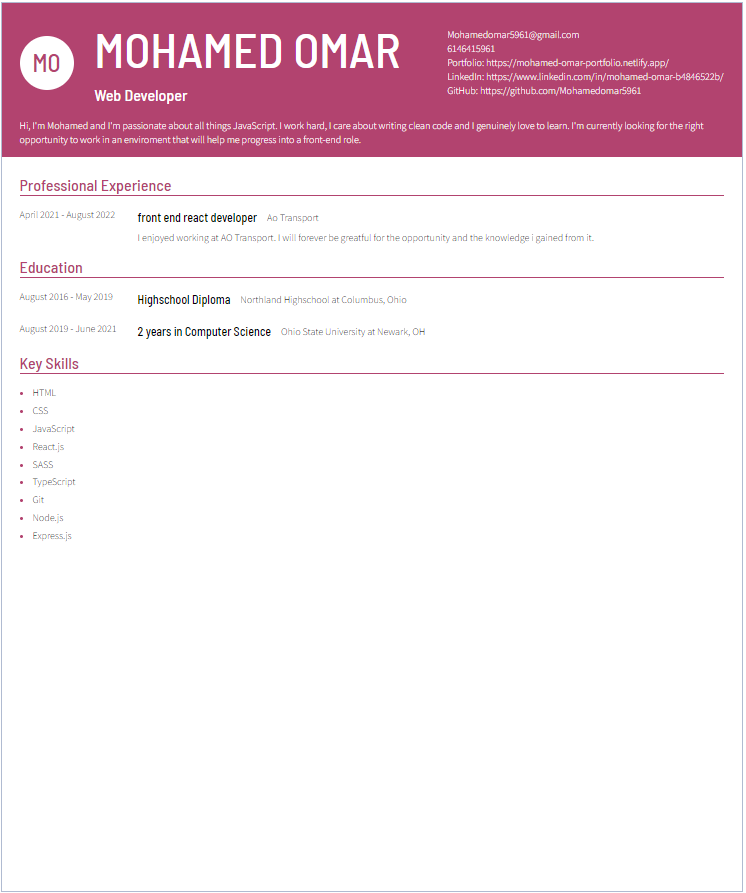 MO
MOHAMED OMAR
Web Developer
Mohamedomar5961@gmail.com
6146415961
Portfolio: https://mohamed-omar-portfolio.netlify.app/
LinkedIn: https://www.linkedin.com/in/mohamed-omar-b4846522b/
GitHub: https://github.com/Mohamedomar5961
Hi, I'm Mohamed and I'm passionate about all things JavaScript. I work hard, I care about writing clean code and I genuinely love to learn. I'm currently looking for the right
opportunity to work in an enviroment that will help me progress into a front-end role.
Professional Experience
April 2021 - August 2022 front end react developer Ao Transport
I enjoyed working at AO Transport. I will forever be greatful for the opportunity and the knowledge i gained from it.
Education
August 2016 - May 2019 Highschool Diploma Northland Highschool at Columbus, Ohio
August 2019 - June 2021 2 years in Computer Science Ohio State University at Newark, OH
Key Skills
• HTML
• CSS
• JavaScript
• React.js
• SASS
• TypeScript
• Git
• Node.js
• Express.js